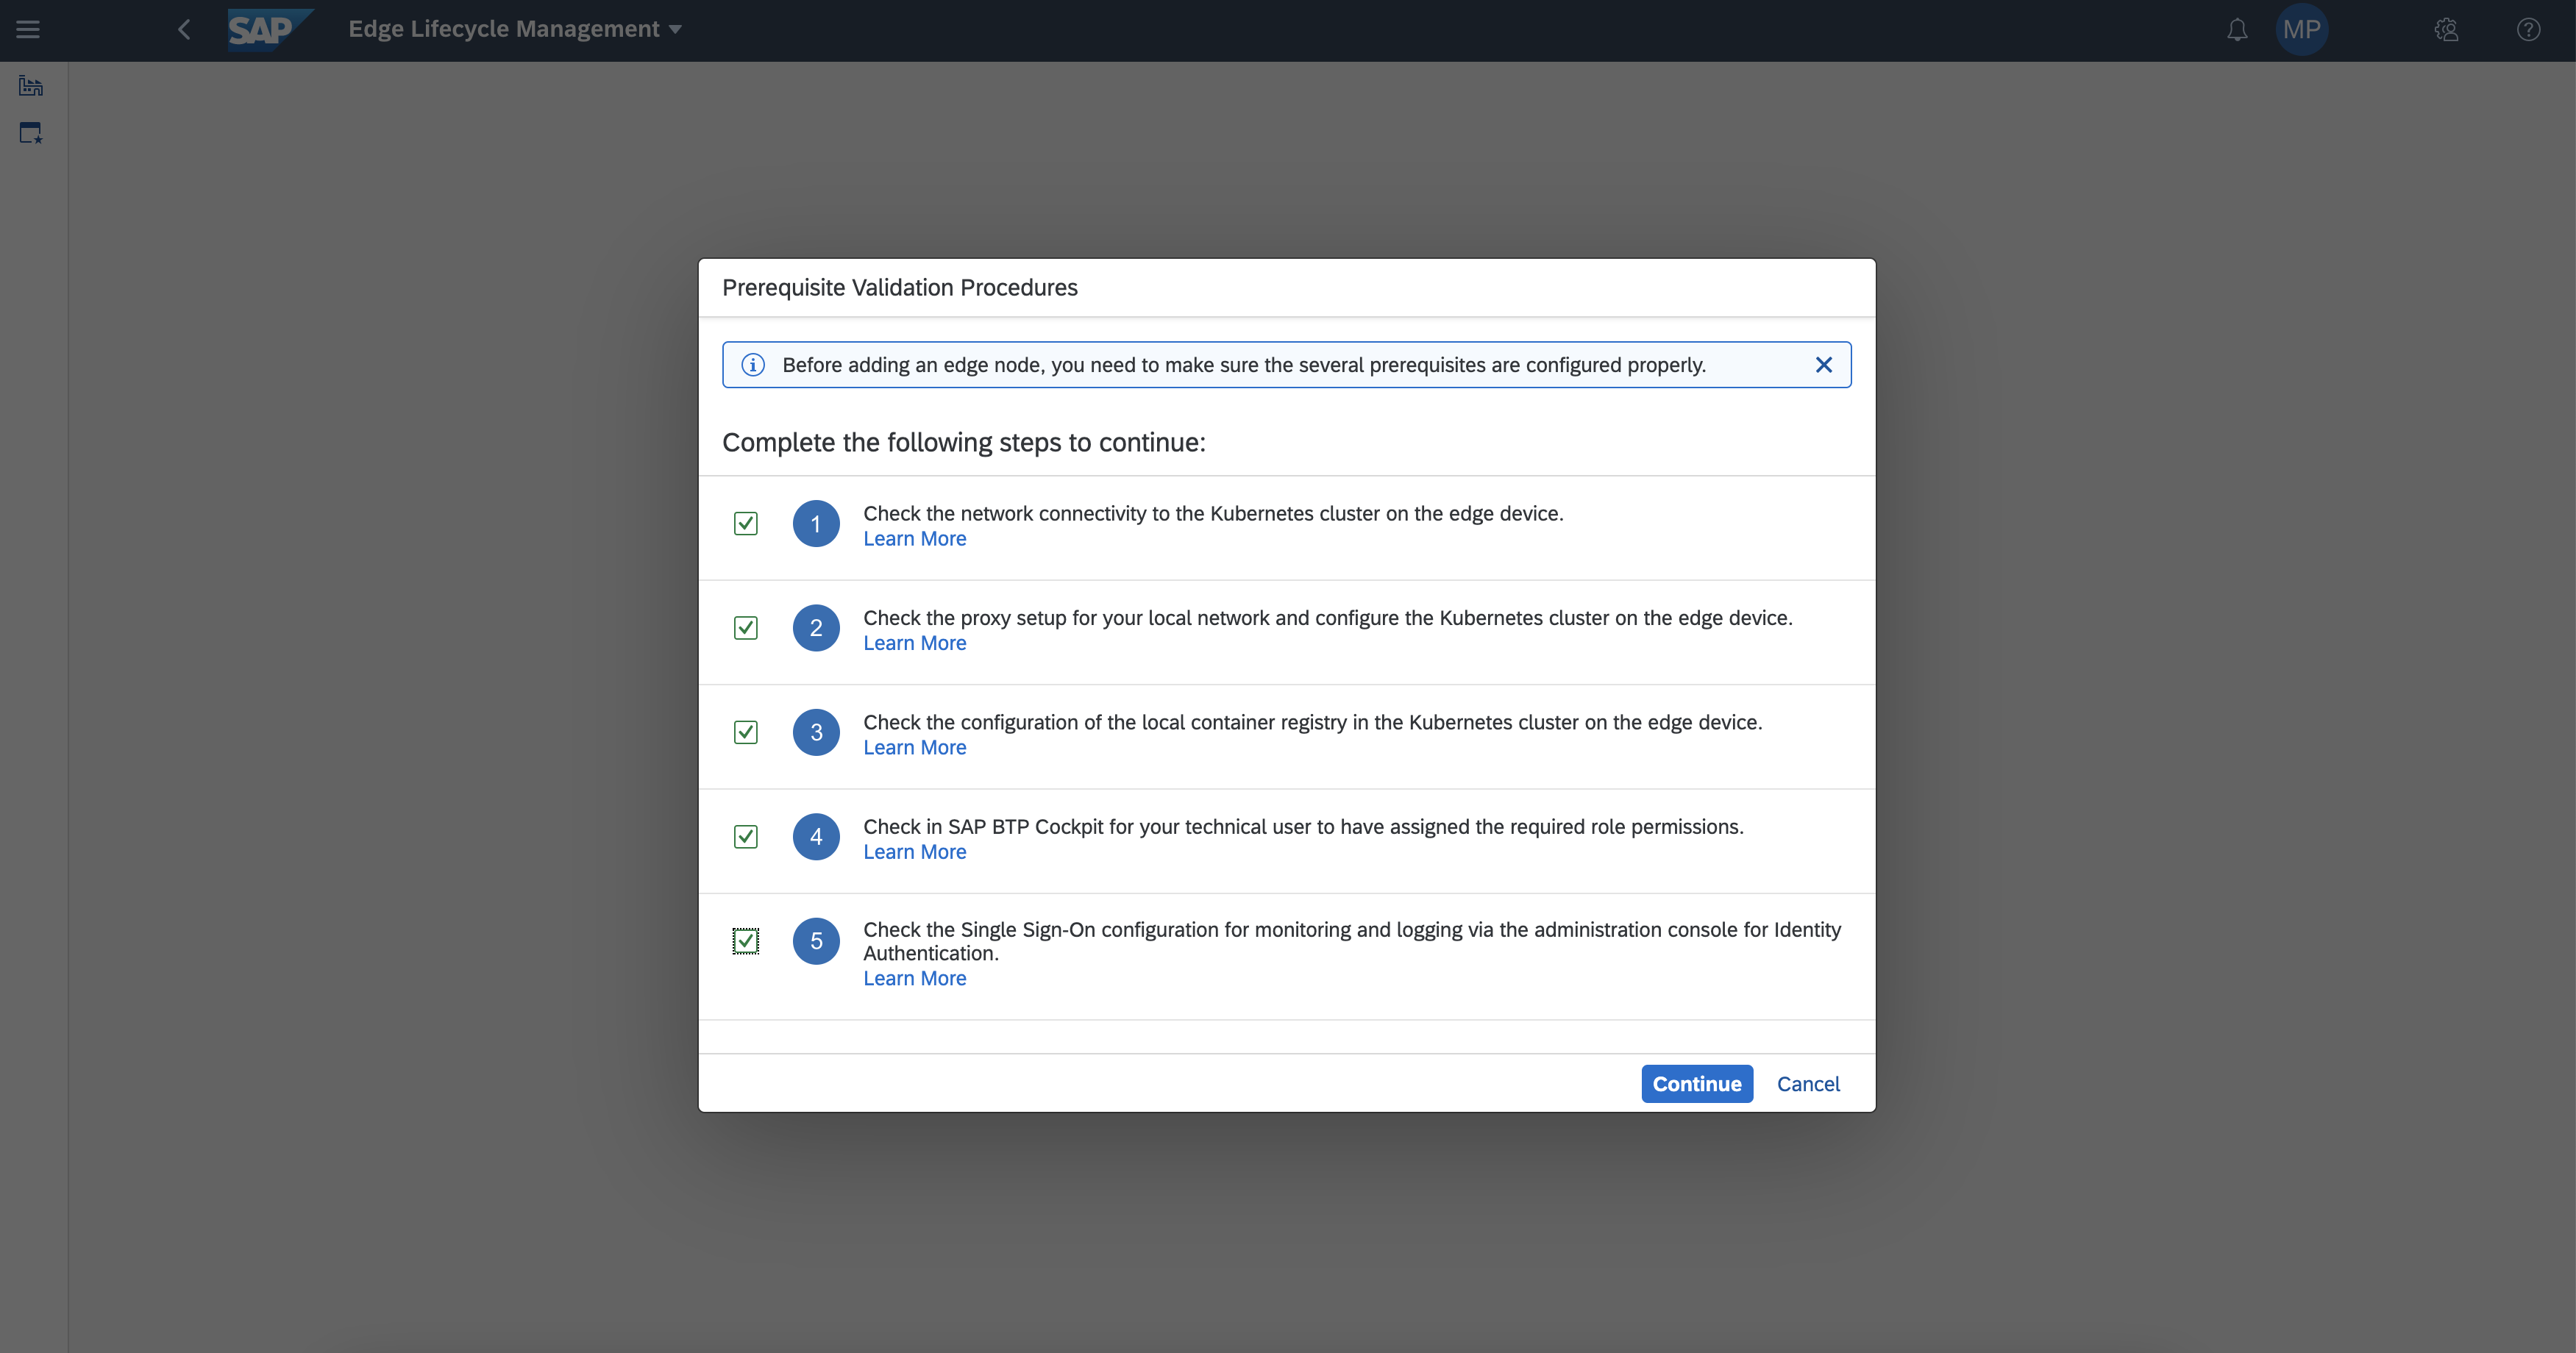 SAP Edge Lifecycle Management MP
Prerequisite Validation Procedures
Before adding an edge node, you need to make sure the several prerequisites are configured properly.
Complete the following steps to continue:
1 Check the network connectivity to the Kubernetes cluster on the edge device.
Learn More
2 Check the proxy setup for your local network and configure the Kubernetes cluster on the edge device.
Learn More
3 Check the configuration of the local container registry in the Kubernetes cluster on the edge device.
Learn More
4 Check in SAP BTP Cockpit for your technical user to have assigned the required role permissions.
Learn More
5 Check the Single Sign-On configuration for monitoring and logging via the administration console for Identity
Authentication.
Learn More
Continue Cancel